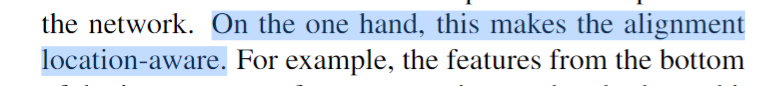 the network. On the one hand, this makes the alignment
location-aware. For example, the features from the bottom